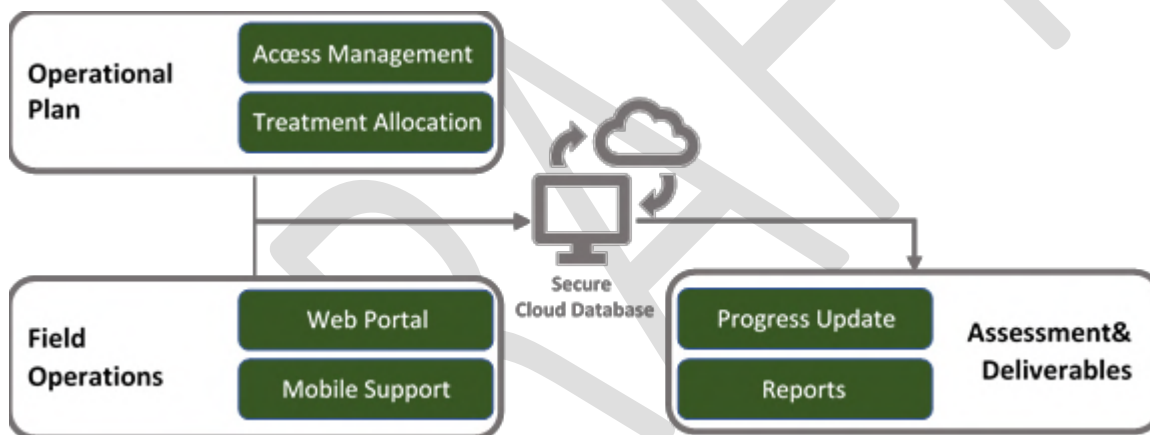 Operational
Plan
Access Management
Treatment Allocation
Secure
Cloud Database
Field
Operations
Web Portal
Mobile Support
Progress Update
Reports
Assessment&
Deliverables